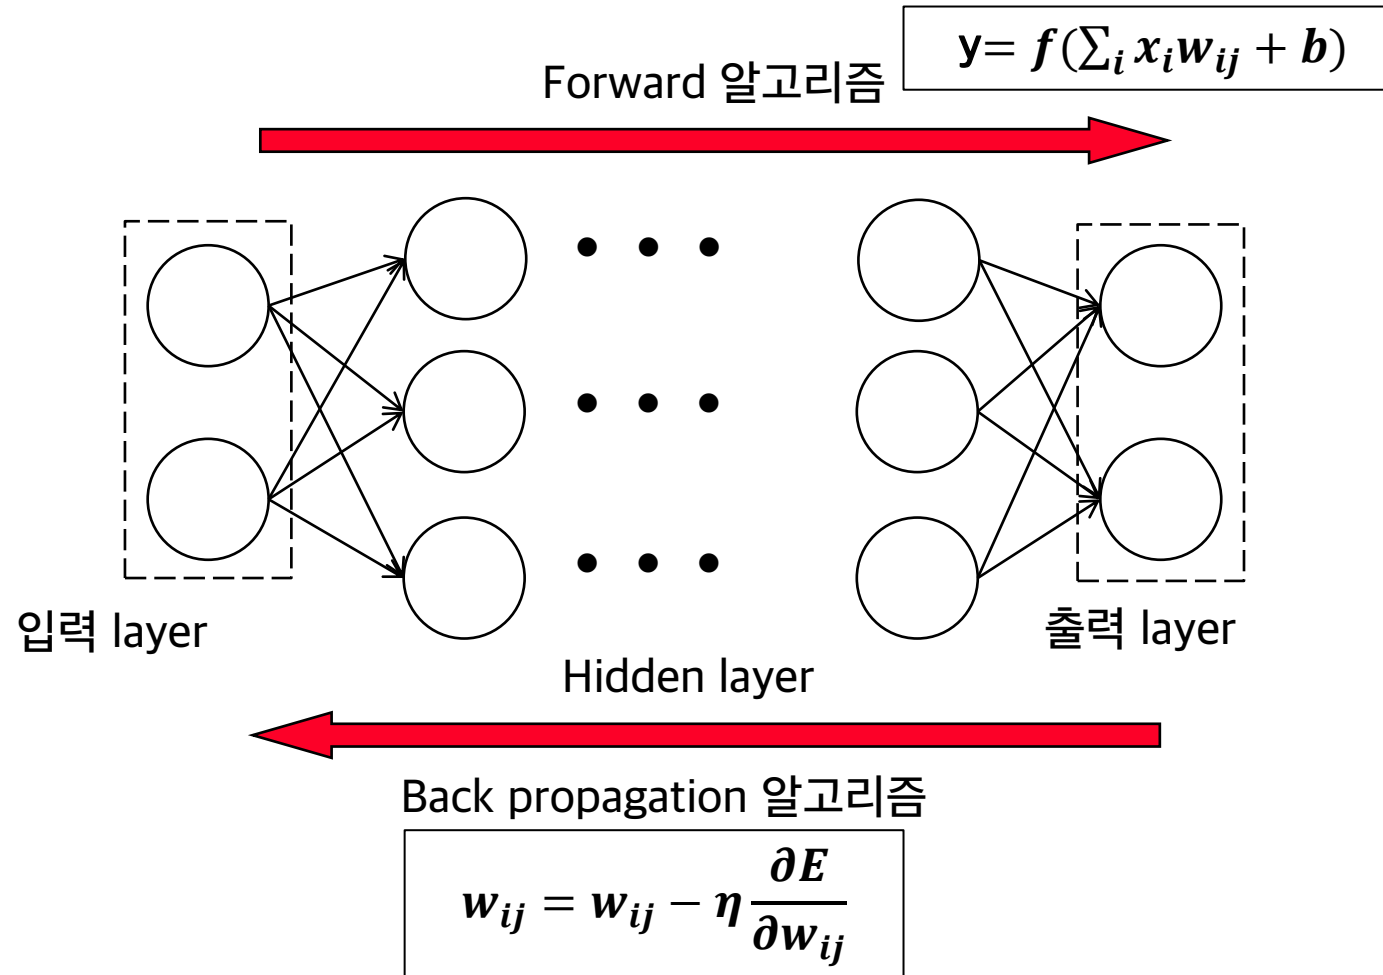 y= f(∑ᵢ xᵢwᵢⱼ + b)
Forward 알고리즘
입력 layer
출력 layer
Hidden layer
Back propagation 알고리즘
wᵢⱼ = wᵢⱼ − η ∂E/∂wᵢⱼ